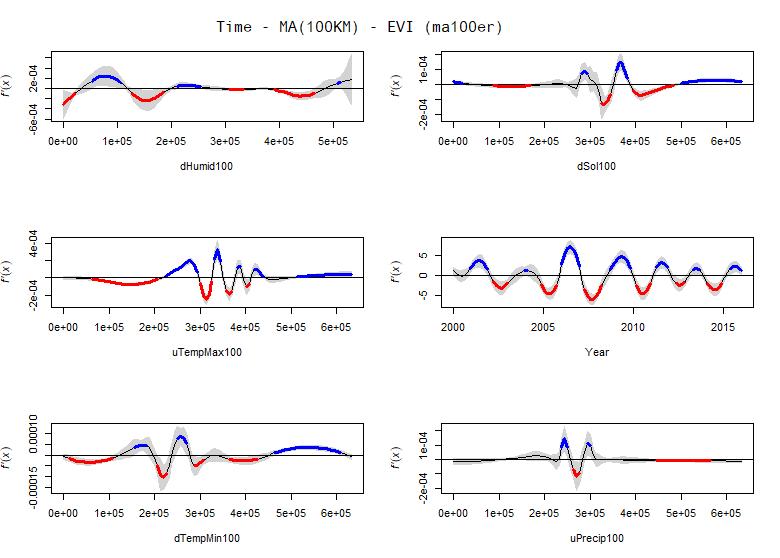 Time - MA(100KM) - EVI (ma100er)
f'(x)
-6e-04 2e-04
0e+00 1e+05 2e+05 3e+05 4e+05 5e+05
dHumid100
f'(x)
-2e-04 1e-04
0e+00 1e+05 2e+05 3e+05 4e+05 5e+05 6e+05
dSol100
f'(x)
-2e-04 4e-04
0e+00 1e+05 2e+05 3e+05 4e+05 5e+05 6e+05
uTempMax100
f'(x)
-5 0 5
2000 2005 2010 2015
Year
f'(x)
-0.00015 0.00010
0e+00 1e+05 2e+05 3e+05 4e+05 5e+05 6e+05
dTempMin100
f'(x)
-2e-04 1e-04
0e+00 1e+05 2e+05 3e+05 4e+05 5e+05 6e+05
uPrecip100